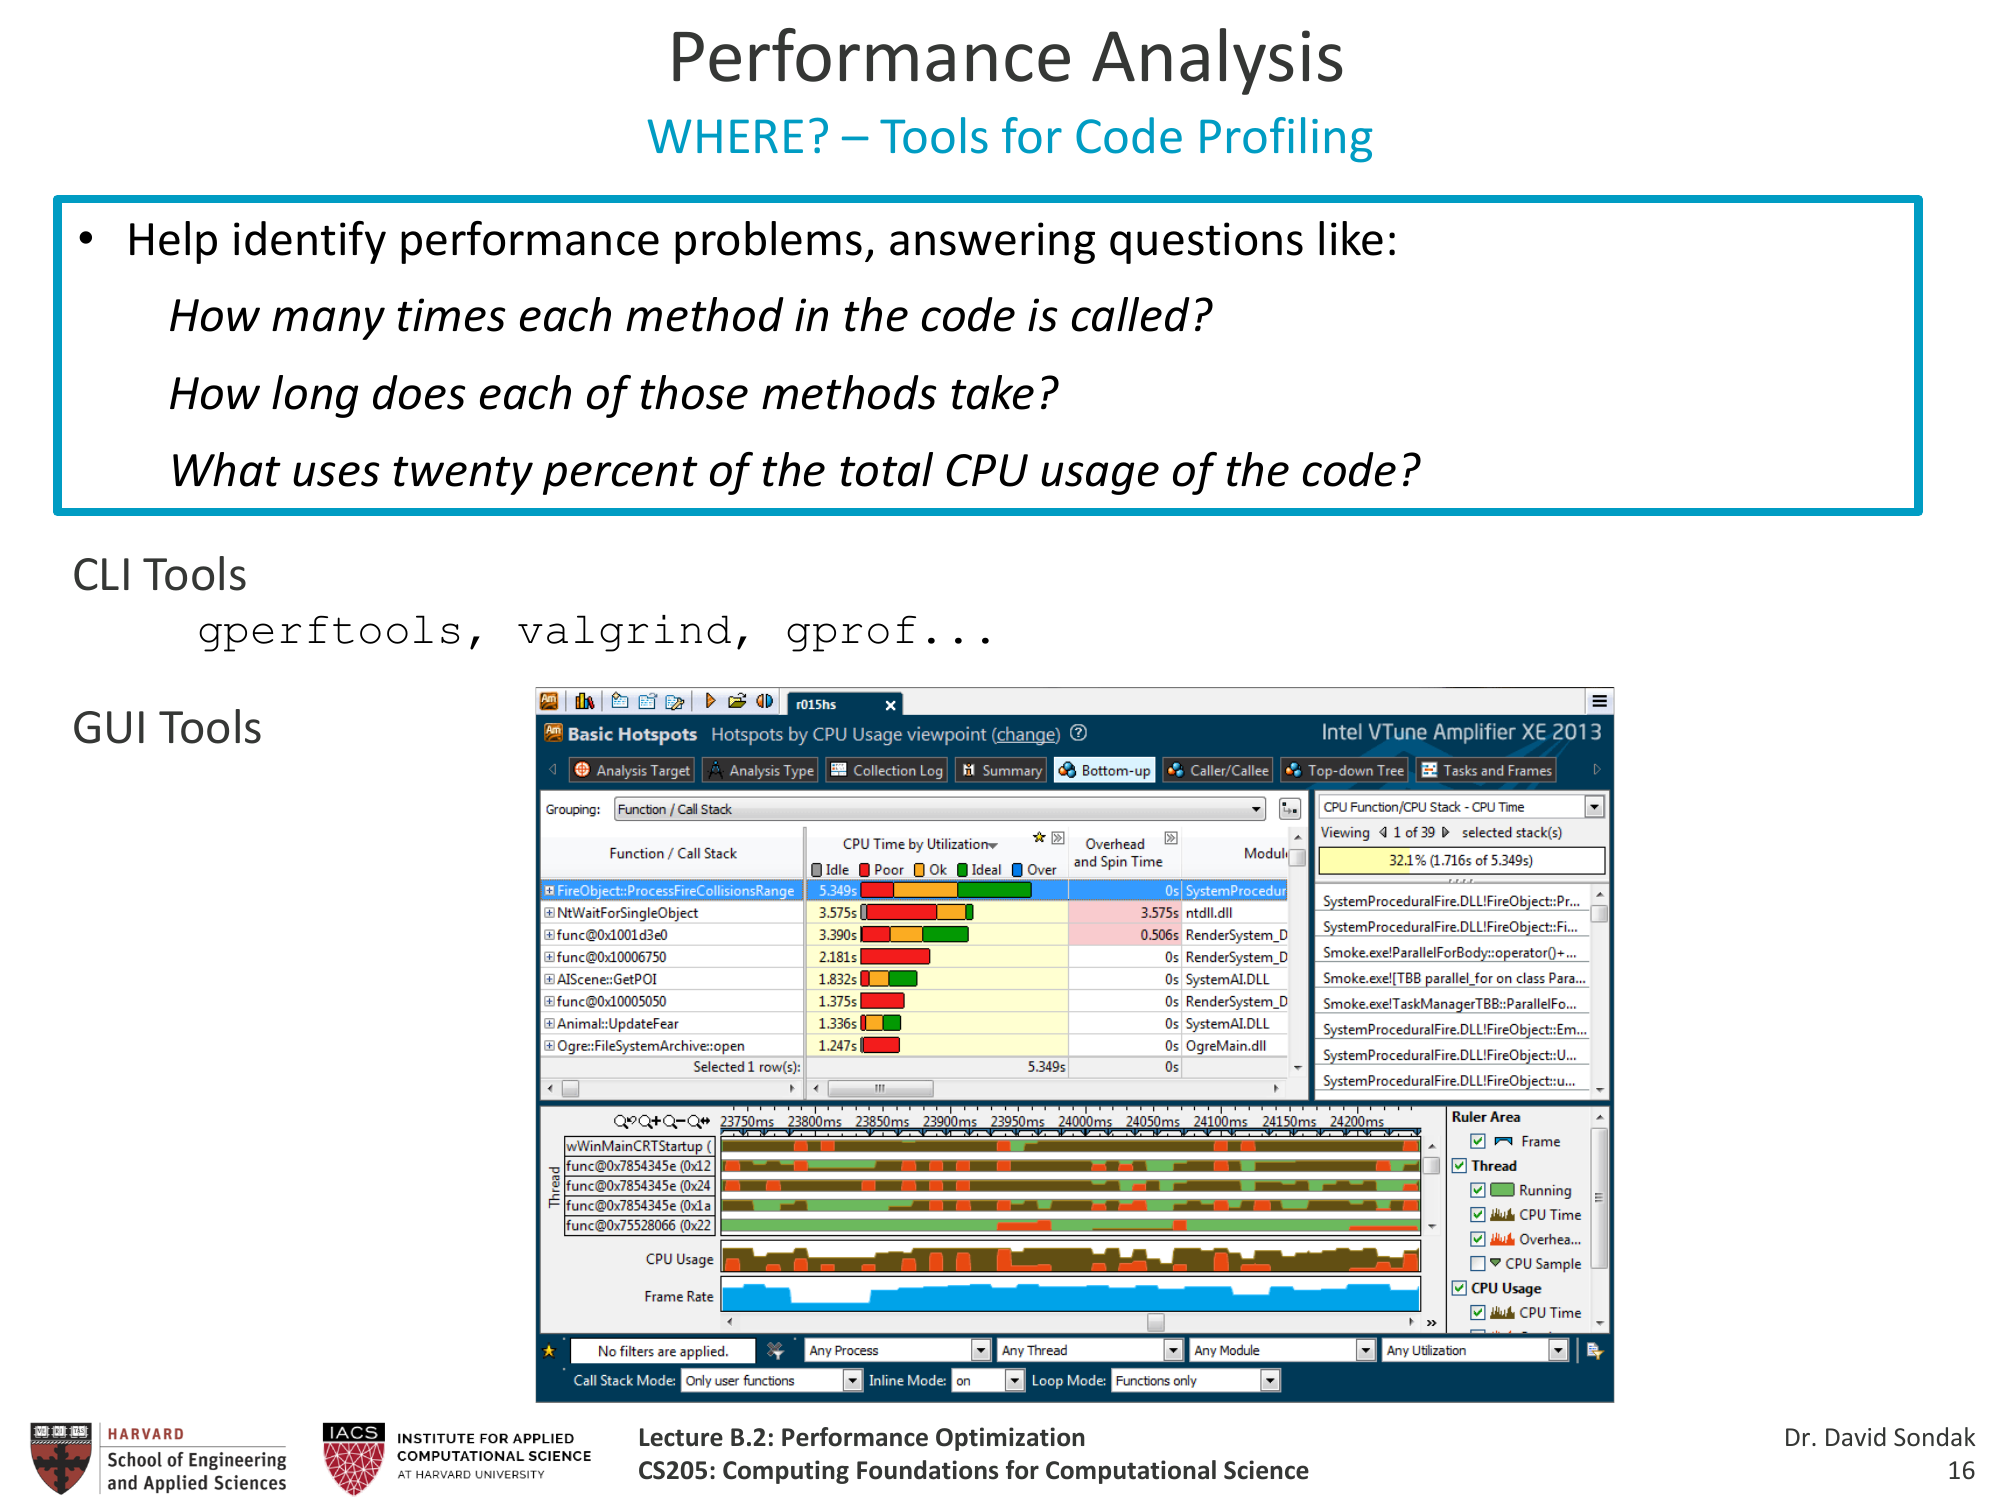 Performance Analysis
WHERE? – Tools for Code Profiling
• Help identify performance problems, answering questions like:
How many times each method in the code is called?
How long does each of those methods take?
What uses twenty percent of the total CPU usage of the code?
CLI Tools
gperftools, valgrind, gprof...
GUI Tools
r015hs
Basic Hotspots Hotspots by CPU Usage viewpoint (change)
Intel VTune Amplifier XE 2013
Analysis Target Analysis Type Collection Log Summary Bottom-up Caller/Callee Top-down Tree Tasks and Frames
Grouping: Function / Call Stack
Function / Call Stack
CPU Time by Utilization
Idle Poor Ok Ideal Over
Overhead
and Spin Time
Modul
FireObject::ProcessFireCollisionsRange 5.349s 0s SystemProcedur
NtWaitForSingleObject 3.575s 3.575s ntdll.dll
func@0x1001d3e0 3.390s 0.506s RenderSystem_D
func@0x10006750 2.181s 0s RenderSystem_D
AIScene::GetPOI 1.832s 0s SystemAI.DLL
func@0x10005050 1.375s 0s RenderSystem_D
Animal::UpdateFear 1.336s 0s SystemAI.DLL
Ogre::FileSystemArchive::open 1.247s 0s OgreMain.dll
Selected 1 row(s): 5.349s 0s
CPU Function/CPU Stack - CPU Time
Viewing 1 of 39 selected stack(s)
32.1% (1.716s of 5.349s)
SystemProceduralFire.DLL!FireObject::Pr...
SystemProceduralFire.DLL!FireObject::Fi...
Smoke.exe!ParallelForBody::operator()+...
Smoke.exe![TBB parallel_for on class Para...
Smoke.exe!TaskManagerTBB::ParallelFo...
SystemProceduralFire.DLL!FireObject::Em...
SystemProceduralFire.DLL!FireObject::U...
SystemProceduralFire.DLL!FireObject::u...
23750ms 23800ms 23850ms 23900ms 23950ms 24000ms 24050ms 24100ms 24150ms 24200ms
Thread
wWinMainCRTStartup (
func@0x7854345e (0x12
func@0x7854345e (0x24
func@0x7854345e (0x1a
func@0x75528066 (0x22
CPU Usage
Frame Rate
Ruler Area
Frame
Thread
Running
CPU Time
Overhea...
CPU Sample
CPU Usage
CPU Time
No filters are applied. Any Process Any Thread Any Module Any Utilization
Call Stack Mode: Only user functions Inline Mode: on Loop Mode: Functions only
HARVARD
School of Engineering
and Applied Sciences
IACS
INSTITUTE FOR APPLIED
COMPUTATIONAL SCIENCE
AT HARVARD UNIVERSITY
Lecture B.2: Performance Optimization
CS205: Computing Foundations for Computational Science
Dr. David Sondak
16